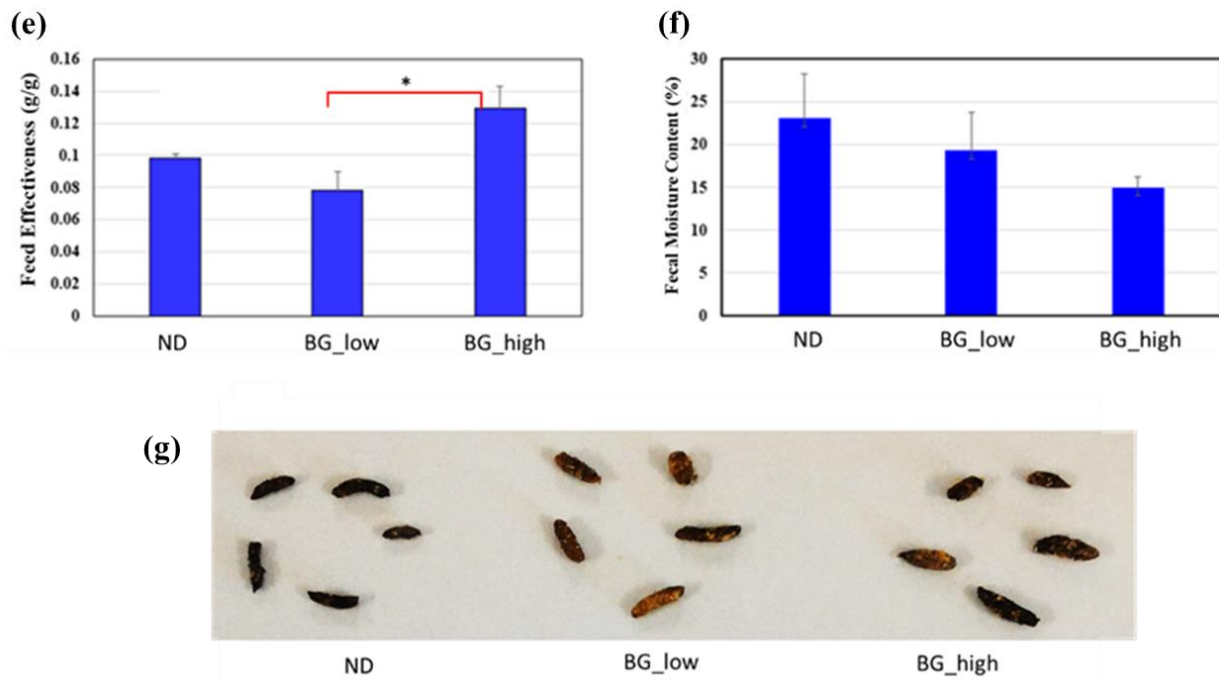 (e)
Feed Effectiveness (g/g)
0.16
0.14
0.12
0.1
0.08
0.06
0.04
0.02
0
*
ND
BG_low
BG_high
(f)
Fecal Moisture Content (%)
30
25
20
15
10
5
0
ND
BG_low
BG_high
(g)
ND
BG_low
BG_high